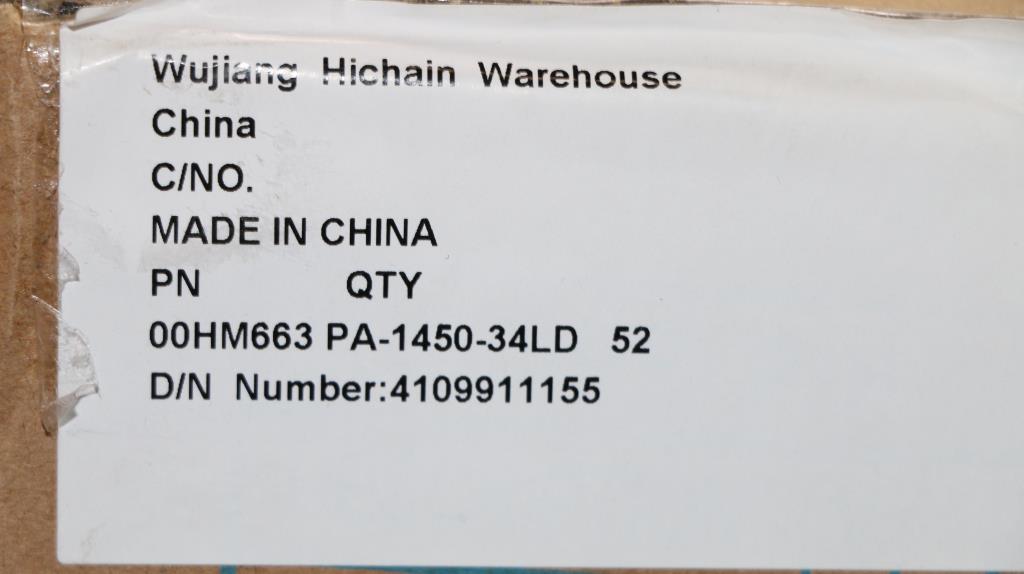 Wujiang Hichain Warehouse
China
C/NO.
MADE IN CHINA
PN QTY
00HM663 PA-1450-34LD 52
D/N Number:4109911155